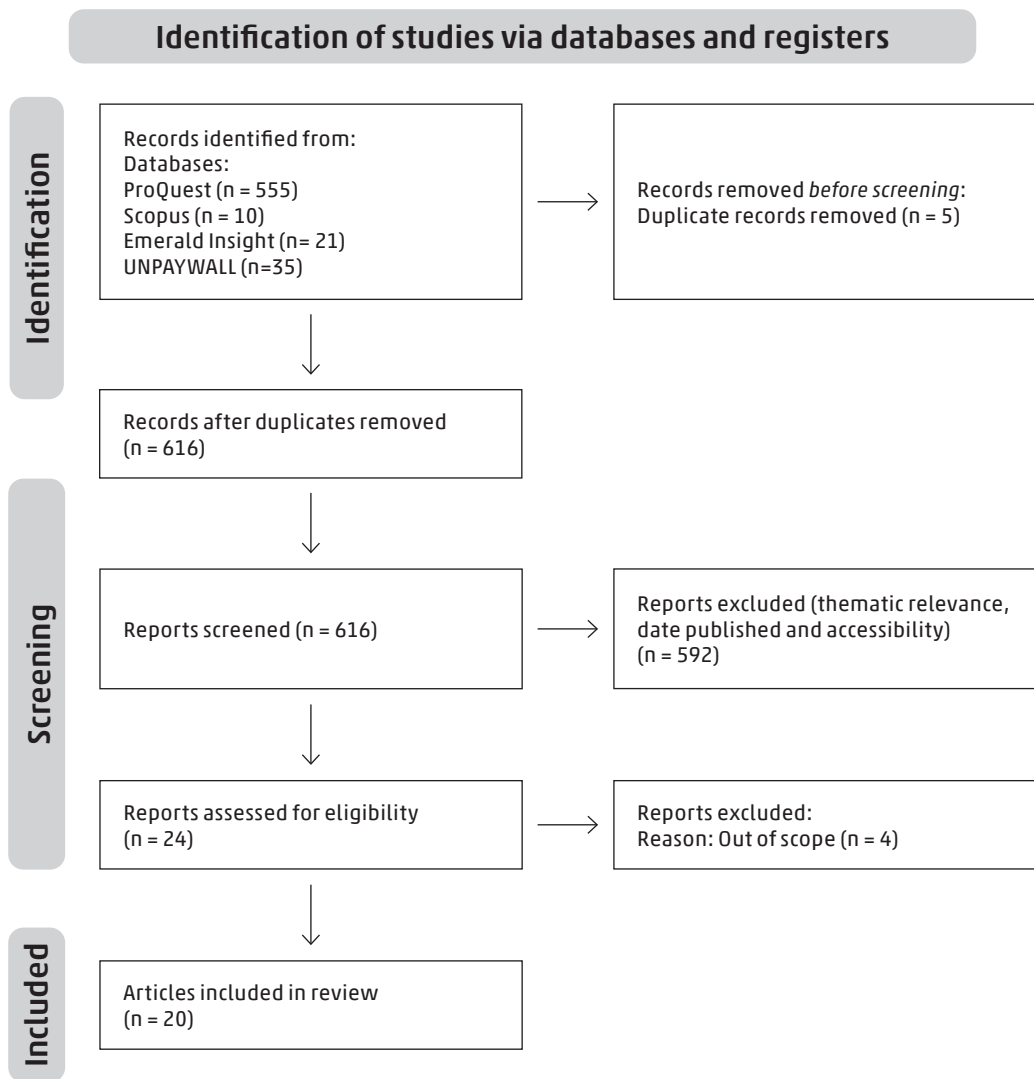 Identification of studies via databases and registers
Identification
Records identified from:
Databases:
ProQuest (n = 555)
Scopus (n = 10)
Emerald Insight (n= 21)
UNPAYWALL (n=35)
Records removed before screening:
Duplicate records removed (n = 5)
Records after duplicates removed
(n = 616)
Screening
Reports screened (n = 616)
Reports excluded (thematic relevance,
date published and accessibility)
(n = 592)
Reports assessed for eligibility
(n = 24)
Reports excluded:
Reason: Out of scope (n = 4)
Included
Articles included in review
(n = 20)